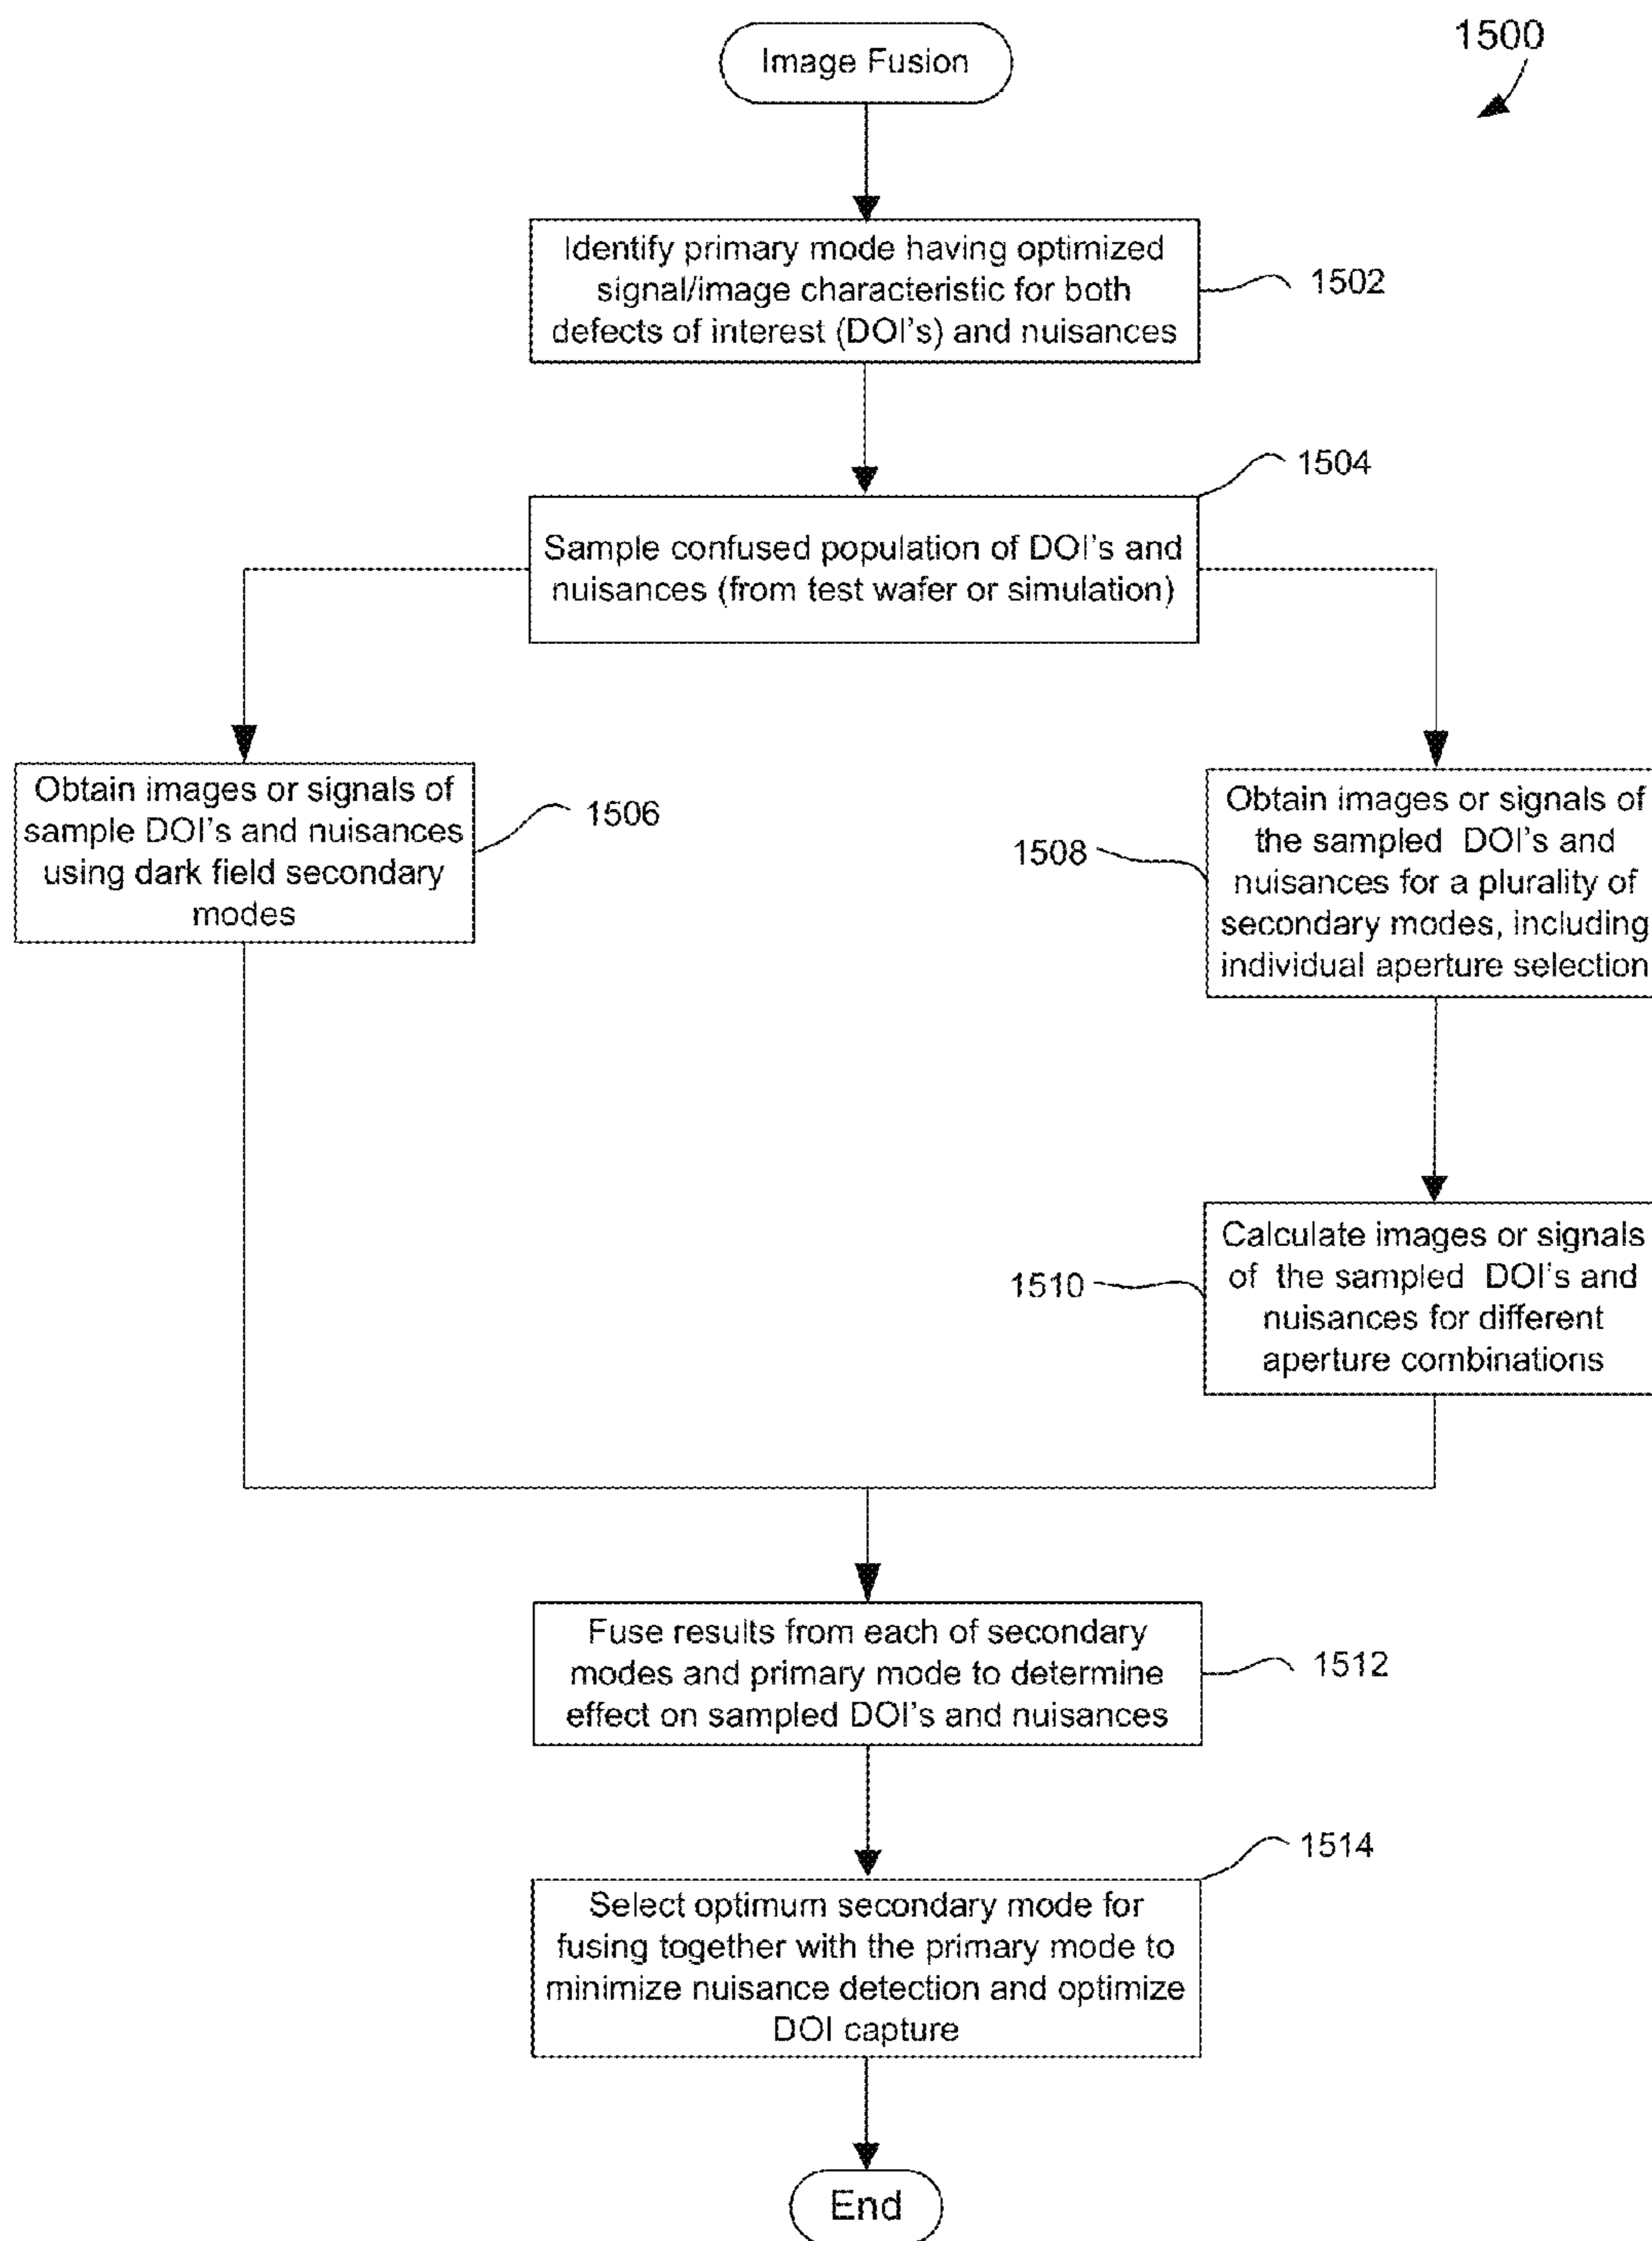 1500
Image Fusion
Identify primary mode having optimized
signal/image characteristic for both
defects of interest (DOI's) and nuisances
1502
1504
Sample confused population of DOI's and
nuisances (from test wafer or simulation)
Obtain images or signals of
sample DOI's and nuisances
using dark field secondary
modes
1506
1508
Obtain images or signals of
the sampled DOI's and
nuisances for a plurality of
secondary modes, including
individual aperture selection
1510
Calculate images or signals
of the sampled DOI's and
nuisances for different
aperture combinations
Fuse results from each of secondary
modes and primary mode to determine
effect on sampled DOI's and nuisances
1512
1514
Select optimum secondary mode for
fusing together with the primary mode to
minimize nuisance detection and optimize
DOI capture
End